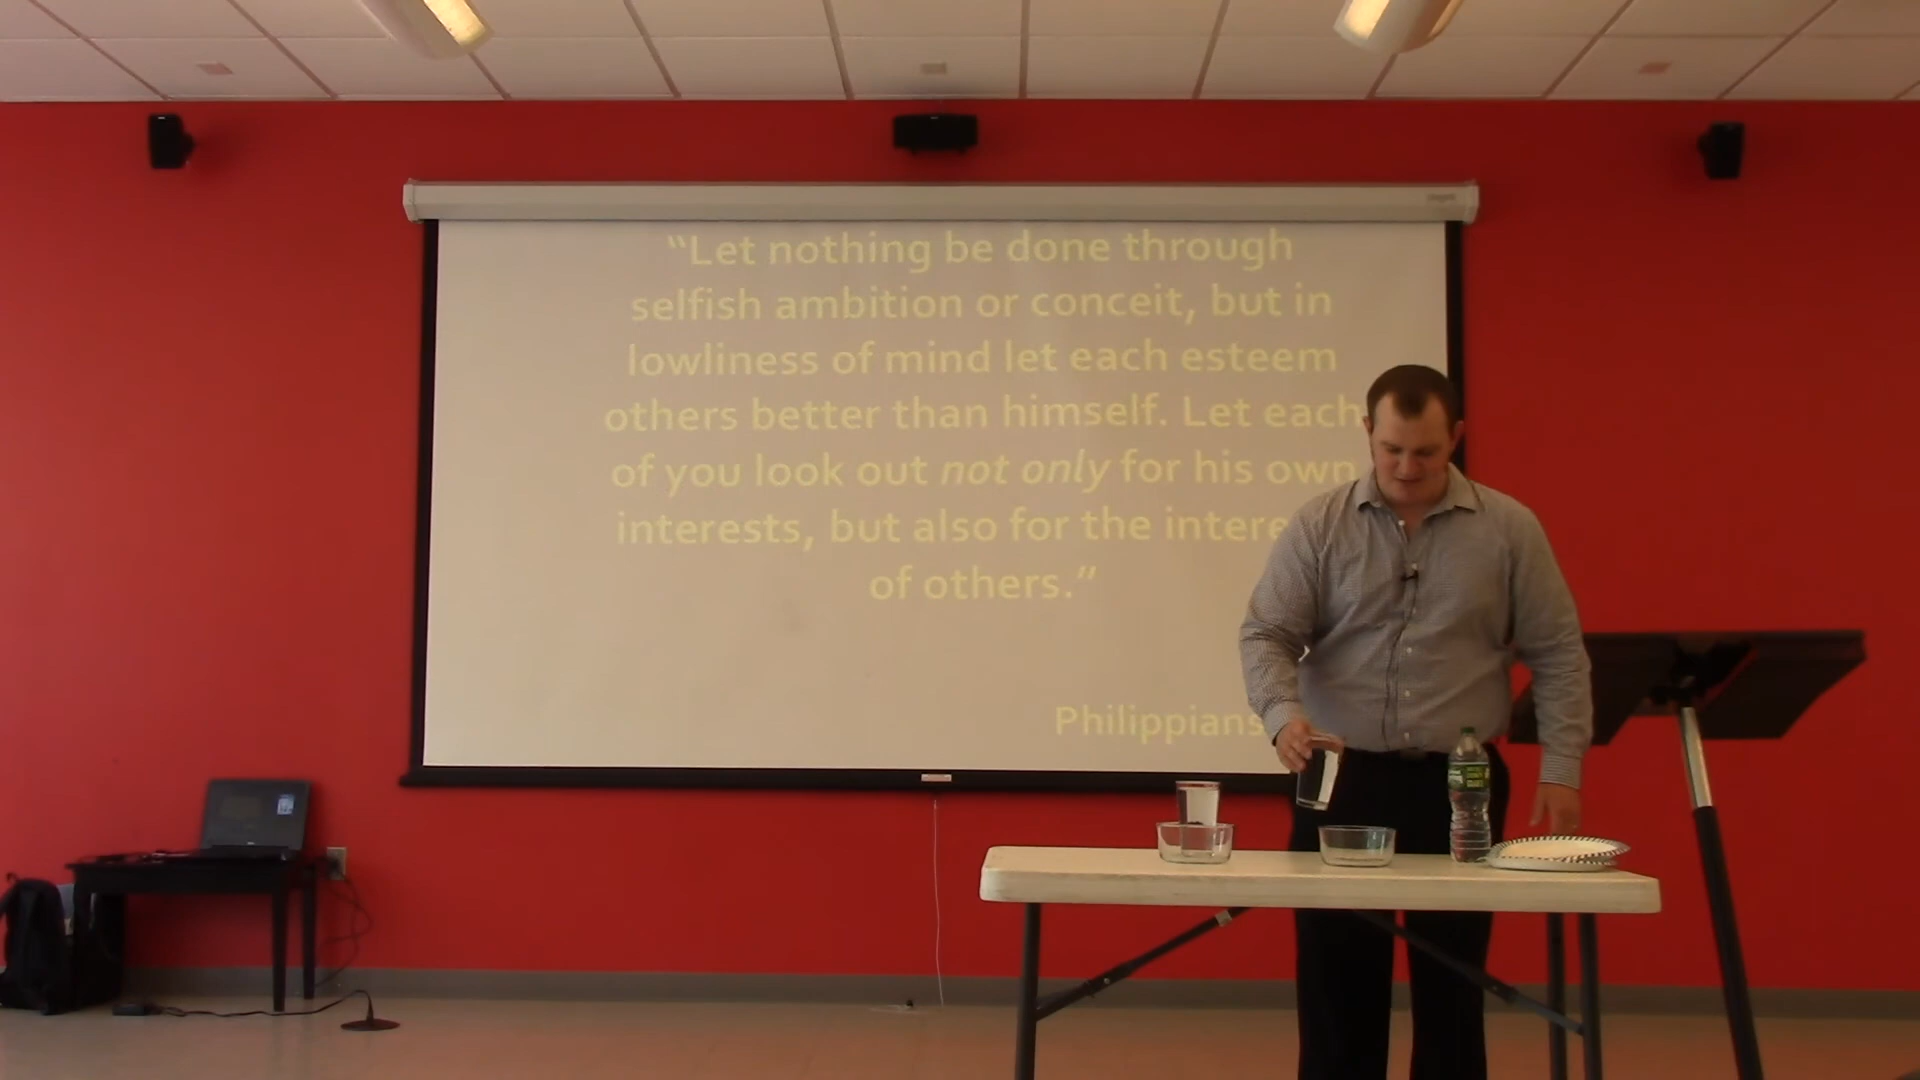 “Let nothing be done through
selfish ambition or conceit, but in
lowliness of mind let each esteem
others better than himself. Let each
of you look out not only for his own
interests, but also for the intere
of others.”
Philippians